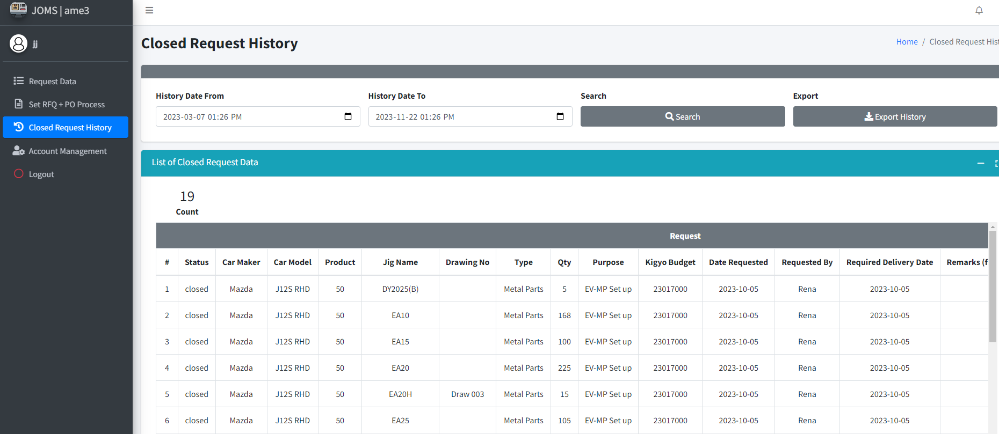 JOMS | ame3
jj
Request Data
Set RFQ + PO Process
Closed Request History
Account Management
Logout
Closed Request History
Home / Closed Request Hist
History Date From
History Date To
Search
Export
2023-03-07 01:26 PM
2023-11-22 01:26 PM
Search
Export History
List of Closed Request Data
19
Count
Request
# Status Car Maker Car Model Product Jig Name Drawing No Type Qty Purpose Kigyo Budget Date Requested Requested By Required Delivery Date Remarks (f
1 closed Mazda J12S RHD 50 DY2025(B) Metal Parts 5 EV-MP Set up 23017000 2023-10-05 Rena 2023-10-05
2 closed Mazda J12S RHD 50 EA10 Metal Parts 168 EV-MP Set up 23017000 2023-10-05 Rena 2023-10-05
3 closed Mazda J12S RHD 50 EA15 Metal Parts 100 EV-MP Set up 23017000 2023-10-05 Rena 2023-10-05
4 closed Mazda J12S RHD 50 EA20 Metal Parts 225 EV-MP Set up 23017000 2023-10-05 Rena 2023-10-05
5 closed Mazda J12S RHD 50 EA20H Draw 003 Metal Parts 15 EV-MP Set up 23017000 2023-10-05 Rena 2023-10-05
6 closed Mazda J12S RHD 50 EA25 Metal Parts 105 EV-MP Set up 23017000 2023-10-05 Rena 2023-10-05